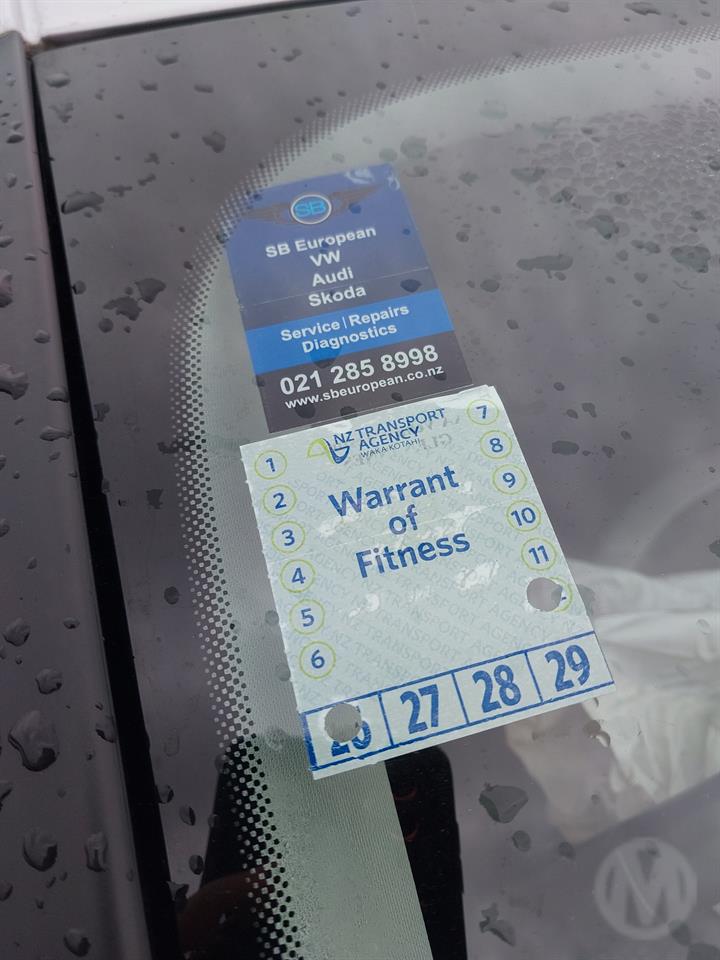 SB
SB European
VW
Audi
Skoda
Service | Repairs
Diagnostics
021 285 8998
www.sbeuropean.co.nz
NZ TRANSPORT
AGENCY
WAKA KOTAHI
Warrant
of
Fitness
1
2
3
4
5
6
7
8
9
10
11
27 28 29
M